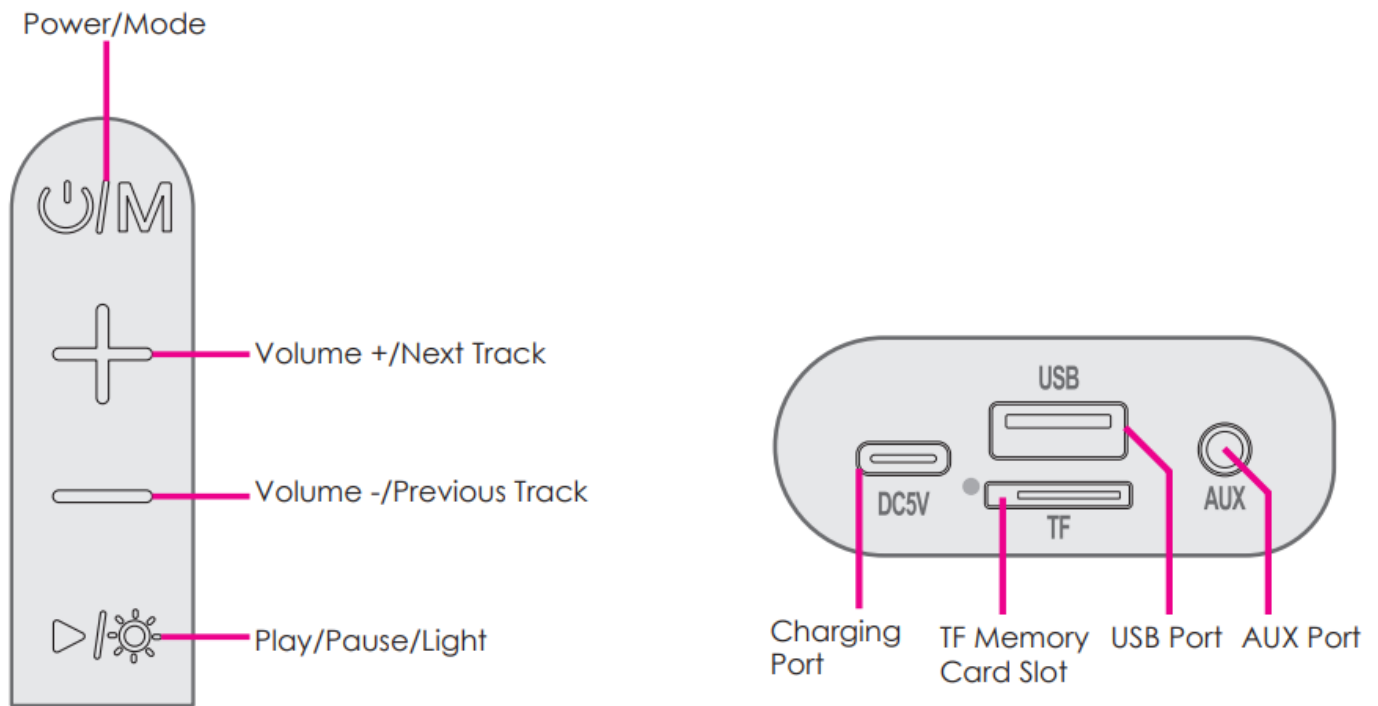 Power/Mode
/M
Volume +/Next Track
Volume -/Previous Track
Play/Pause/Light
USB
DC5V
TF
AUX
Charging
Port
TF Memory
Card Slot
USB Port
AUX Port